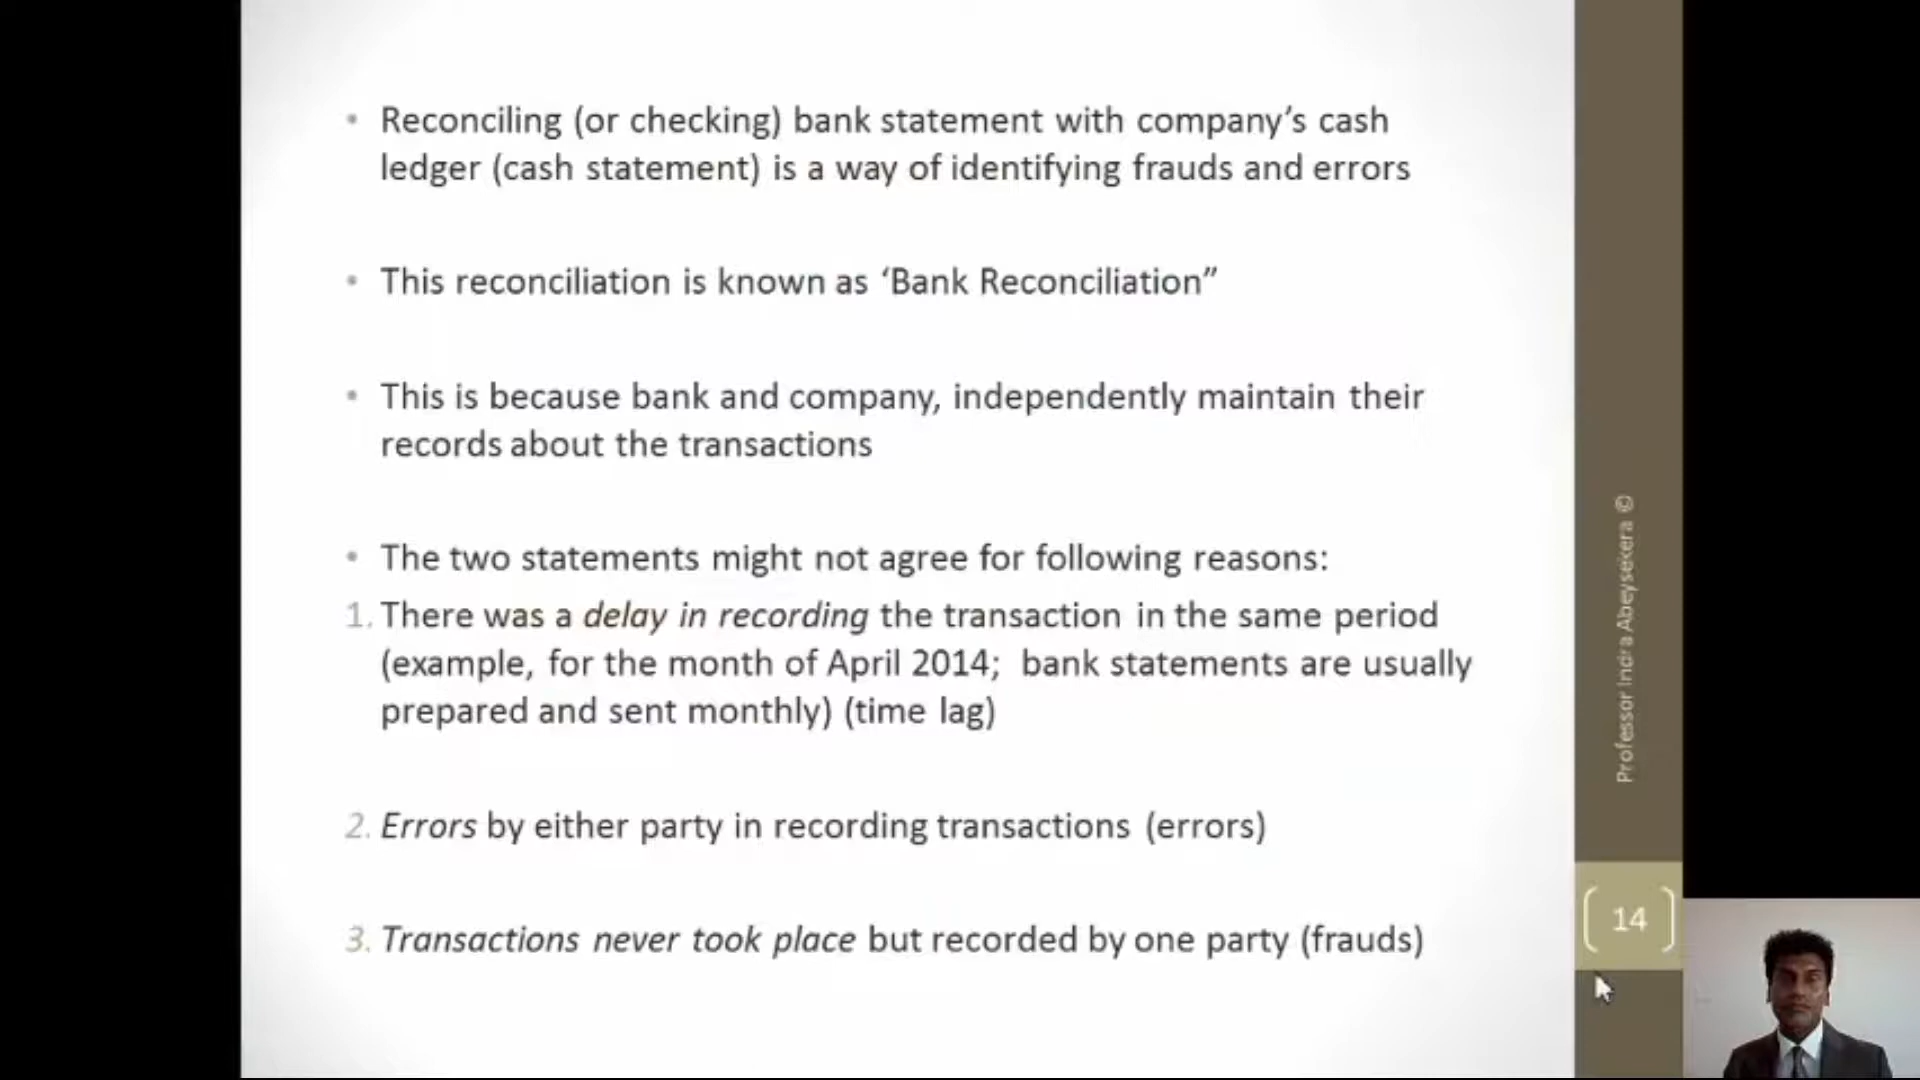 • Reconciling (or checking) bank statement with company’s cash
ledger (cash statement) is a way of identifying frauds and errors
• This reconciliation is known as ‘Bank Reconciliation”
• This is because bank and company, independently maintain their
records about the transactions
• The two statements might not agree for following reasons:
1. There was a delay in recording the transaction in the same period
(example, for the month of April 2014;  bank statements are usually
prepared and sent monthly) (time lag)
2. Errors by either party in recording transactions (errors)
3. Transactions never took place but recorded by one party (frauds)
Professor Indra Abeysekera ©
14